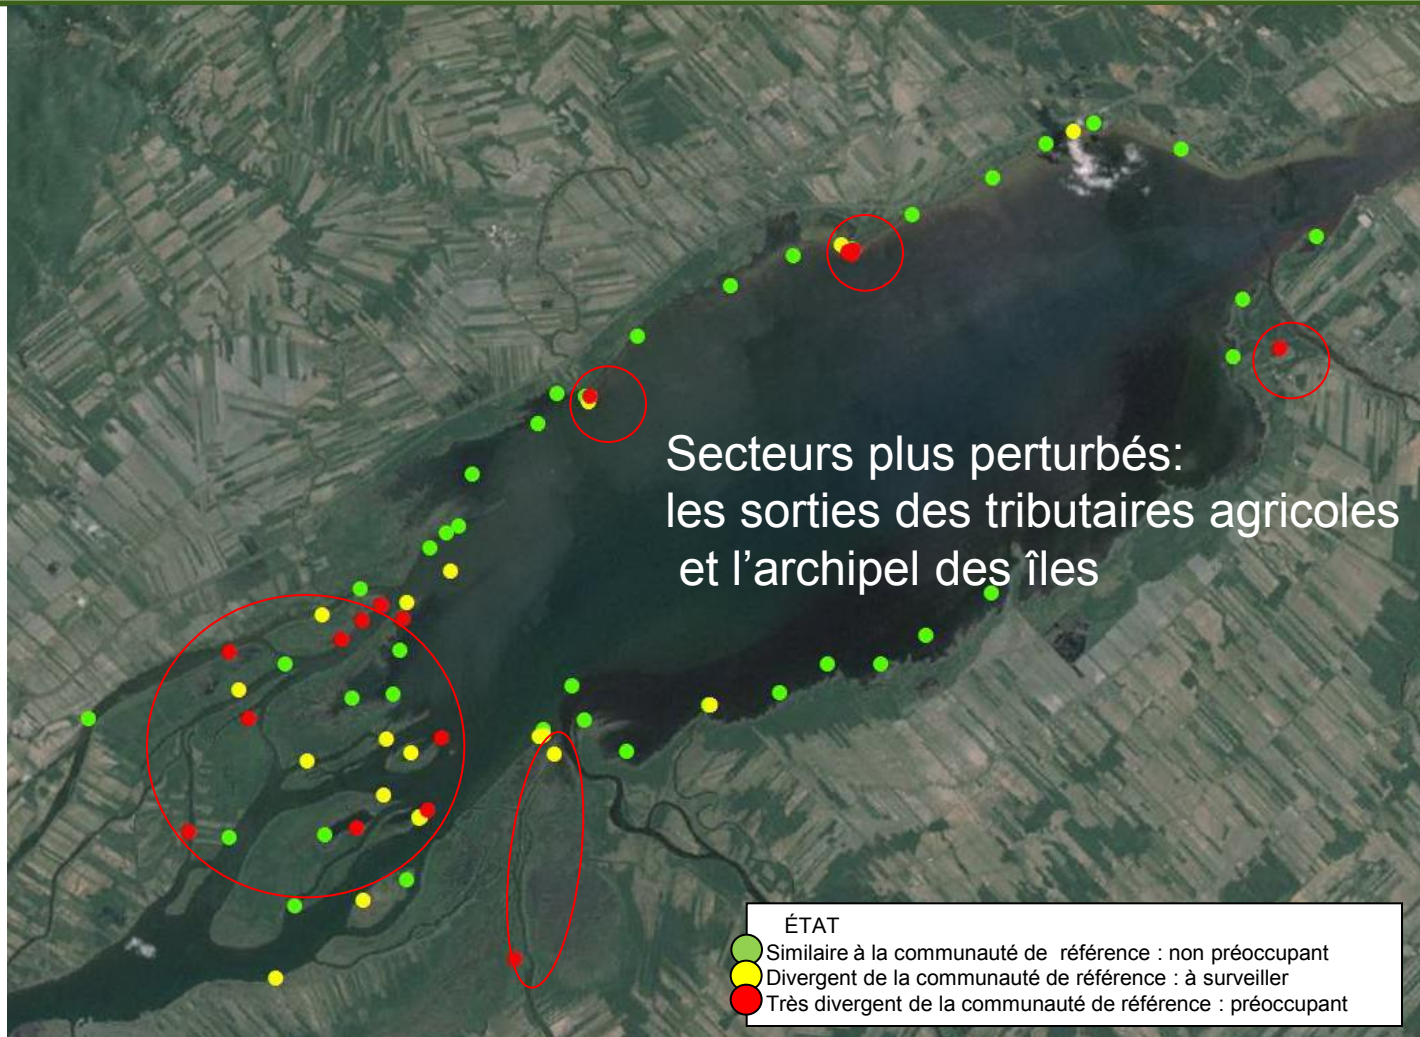 Secteurs plus perturbés:
les sorties des tributaires agricoles
et l’archipel des îles
ÉTAT
Similaire à la communauté de référence : non préoccupant
Divergent de la communauté de référence : à surveiller
Très divergent de la communauté de référence : préoccupant